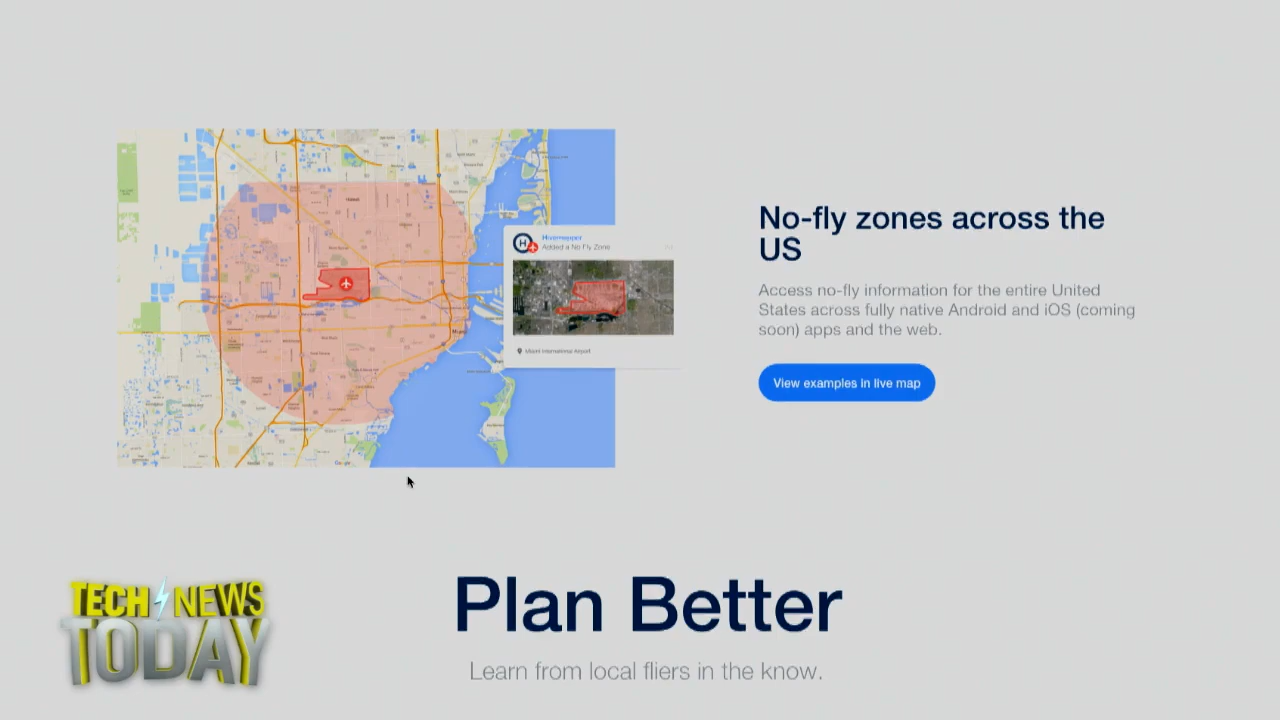 Hivemapper
Added a No Fly Zone
Miami International Airport
Google
No-fly zones across the
US
Access no-fly information for the entire United
States across fully native Android and iOS (coming
soon) apps and the web.
View examples in live map
Plan Better
Learn from local fliers in the know.
TECH NEWS
TODAY